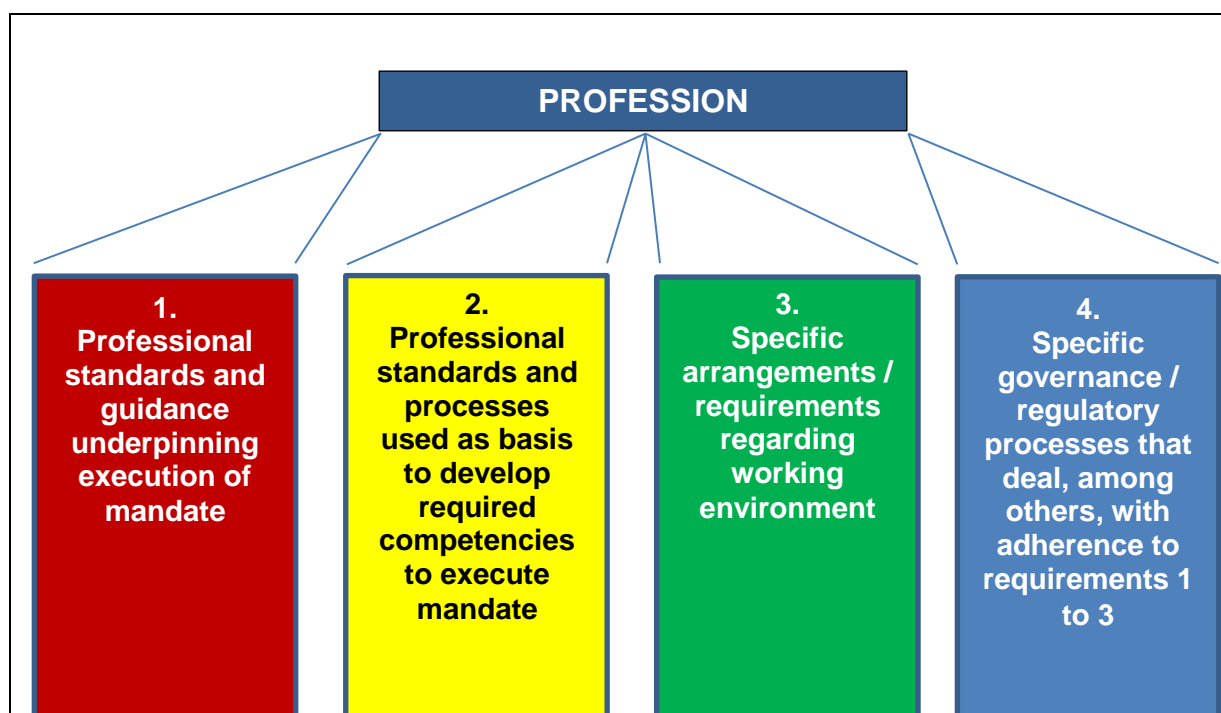 PROFESSION
1.
Professional
standards and
guidance
underpinning
execution of
mandate
2.
Professional
standards and
processes
used as basis
to develop
required
competencies
to execute
mandate
3.
Specific
arrangements /
requirements
regarding
working
environment
4.
Specific
governance /
regulatory
processes that
deal, among
others, with
adherence to
requirements 1
to 3